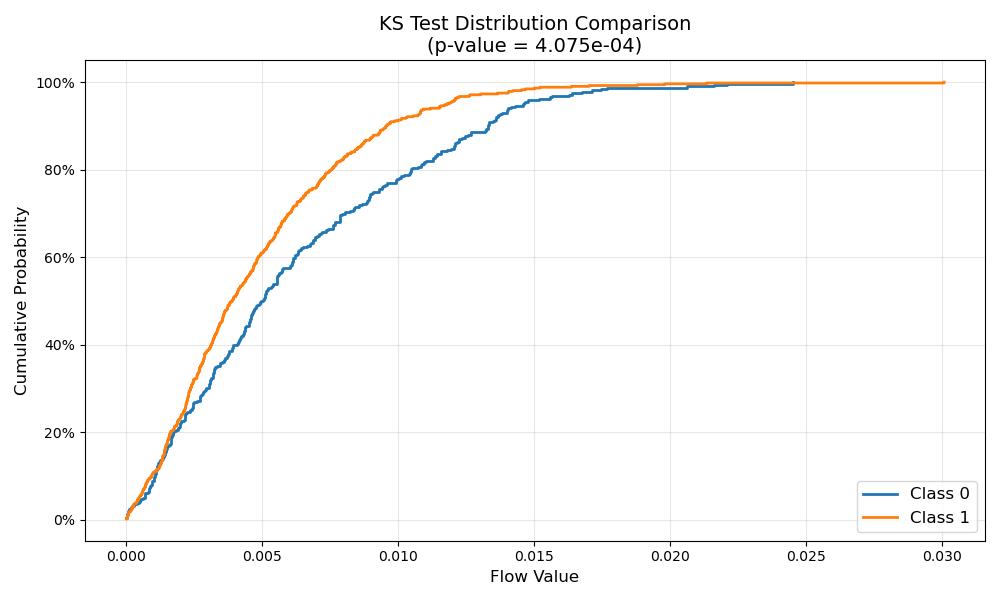 KS Test Distribution Comparison
(p-value = 4.075e-04)
100%
80%
60%
40%
20%
0%
Cumulative Probability
0.000 0.005 0.010 0.015 0.020 0.025 0.030
Flow Value
Class 0
Class 1